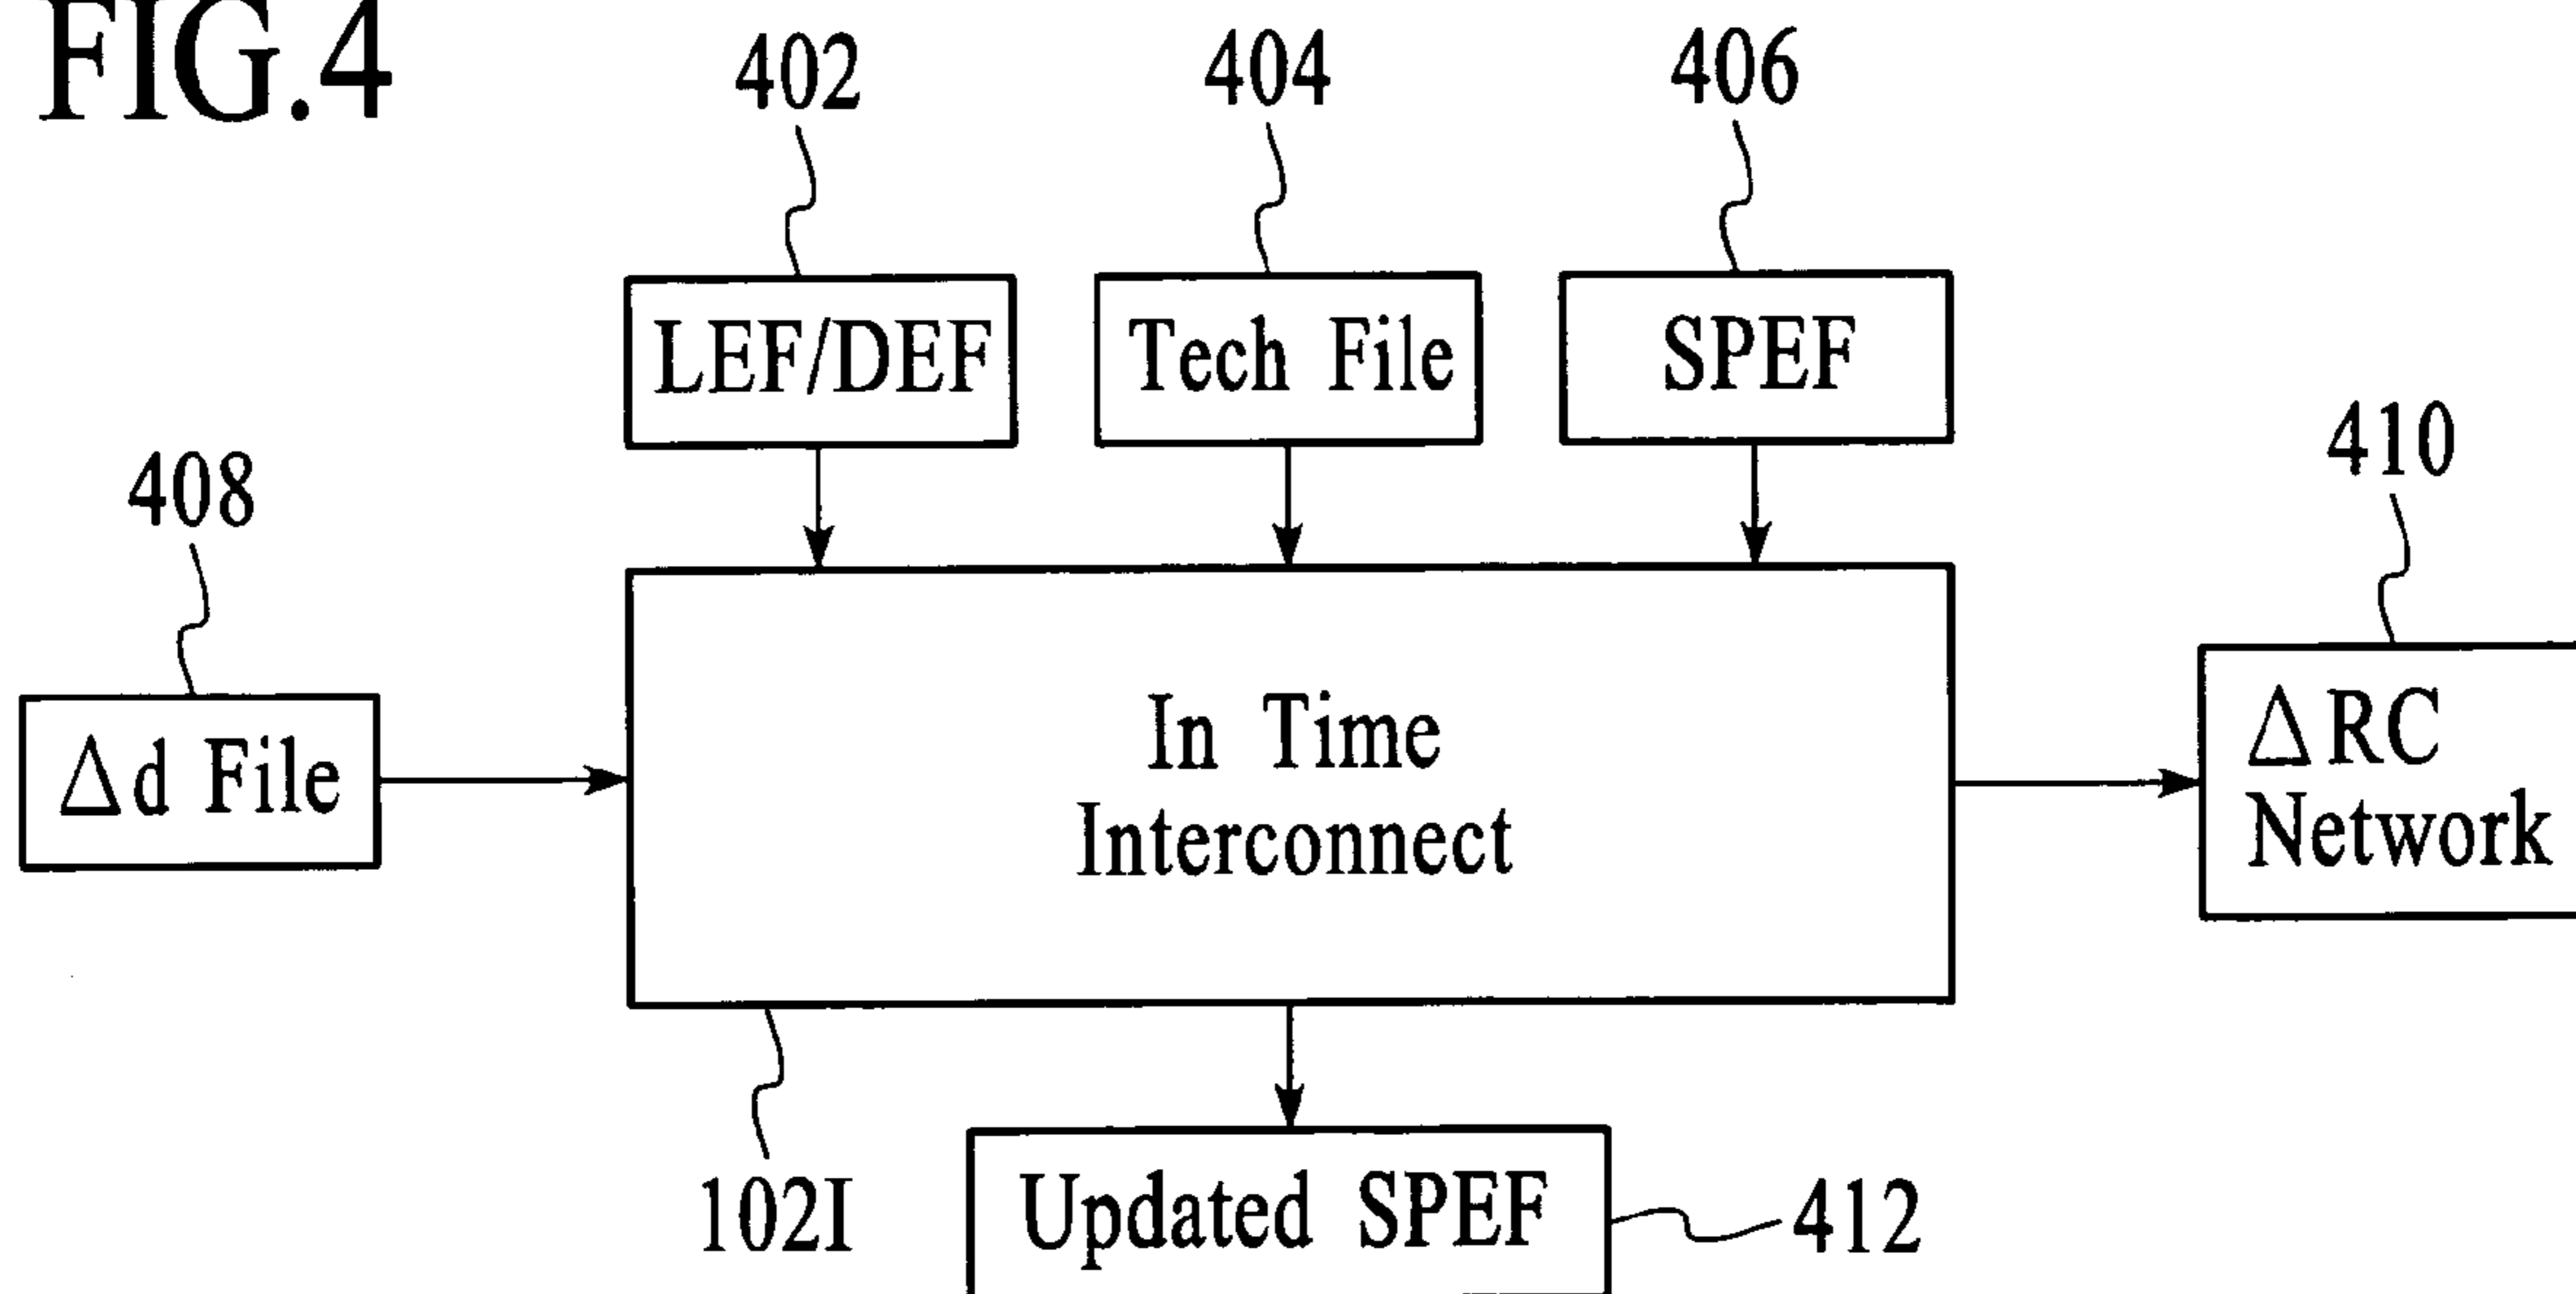 FIG.4
402
404
406
LEF/DEF
Tech File
SPEF
408
410
Δd File
In Time
Interconnect
ΔRC
Network
102I
Updated SPEF
412